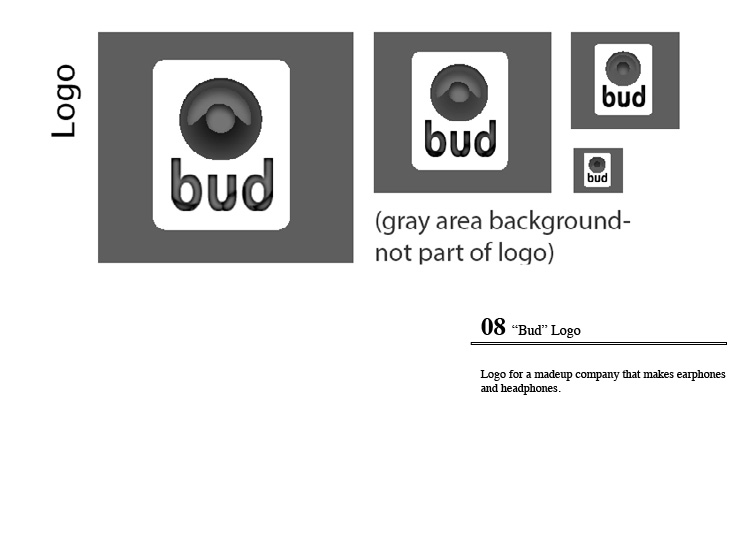 Logo
bud
bud
bud
bud
(gray area background-
not part of logo)
08 “Bud” Logo
Logo for a madeup company that makes earphones
and headphones.